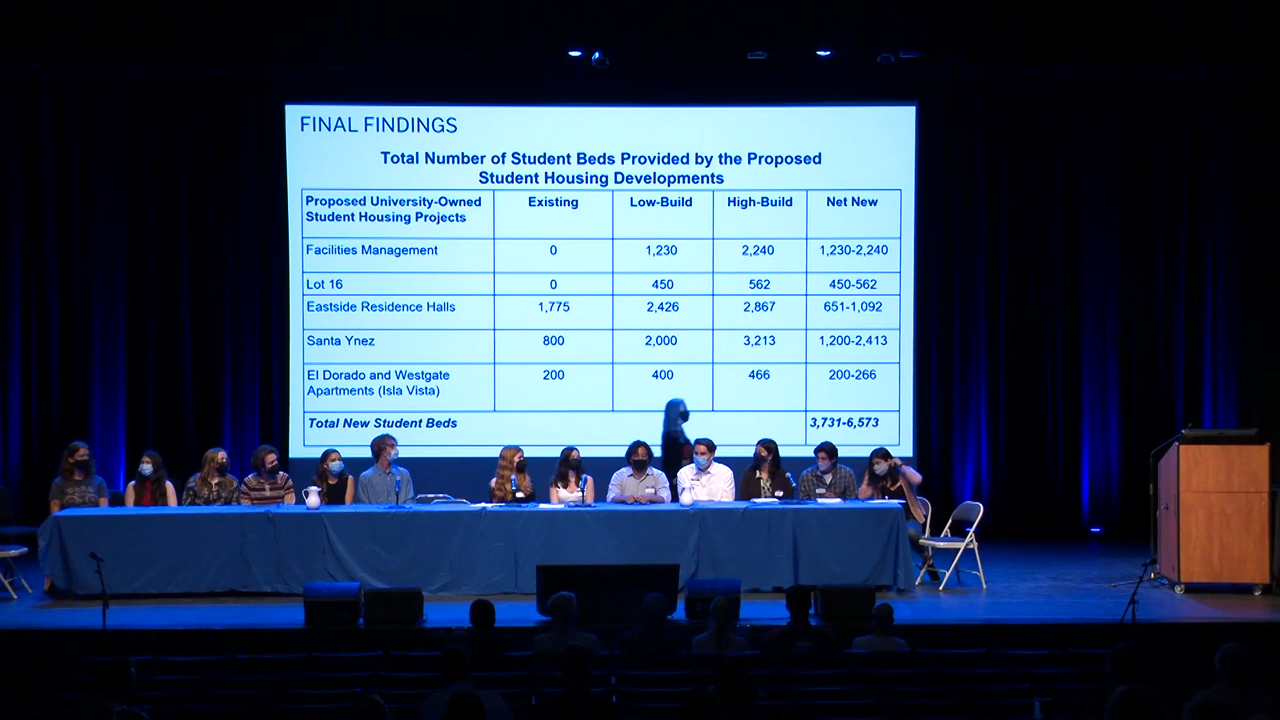 FINAL FINDINGS
Total Number of Student Beds Provided by the Proposed
Student Housing Developments
Proposed University-Owned Student Housing Projects Existing Low-Build High-Build Net New
Facilities Management 0 1,230 2,240 1,230-2,240
Lot 16 0 450 562 450-562
Eastside Residence Halls 1,775 2,426 2,867 651-1,092
Santa Ynez 800 2,000 3,213 1,200-2,413
El Dorado and Westgate Apartments (Isla Vista) 200 400 466 200-266
Total New Student Beds 3,731-6,573